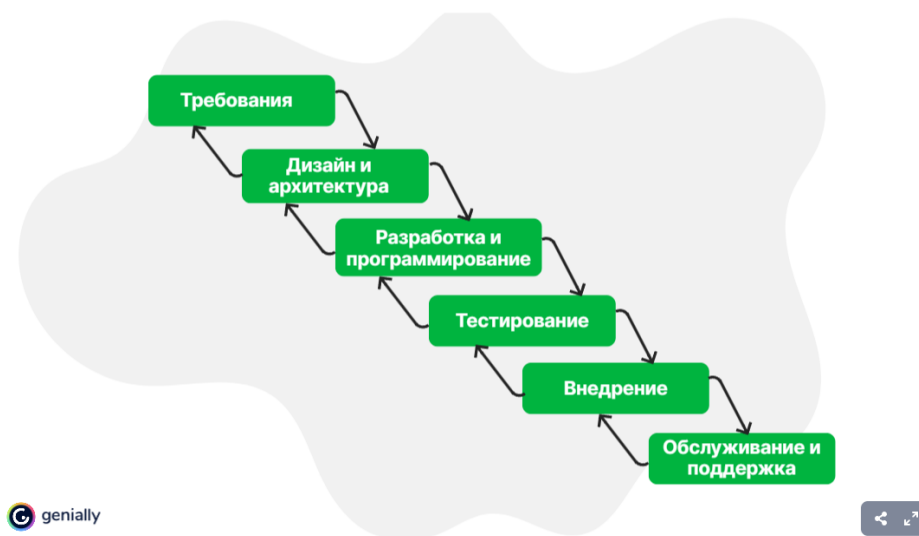 Требования
Дизайн и
архитектура
Разработка и
программирование
Тестирование
Внедрение
Обслуживание и
поддержка
genially